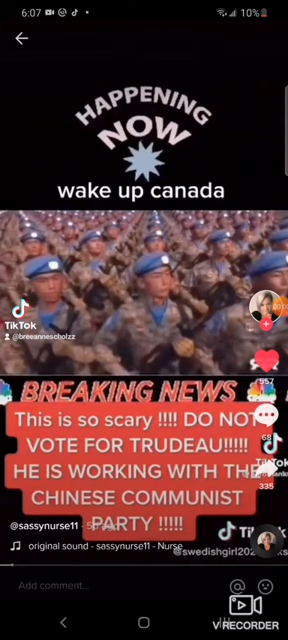 6:07
10%
HAPPENING
NOW
wake up canada
TikTok
@breeannescholzz
557
BREAKING NEWS
This is so scary !!!! DO NOT
VOTE FOR TRUDEAU!!!!!
HE IS WORKING WITH THE
CHINESE COMMUNIST
PARTY !!!!!
68
335
@sassynurse11
original sound - sassynurse11 - Nurse
Add comment...
V RECORDER